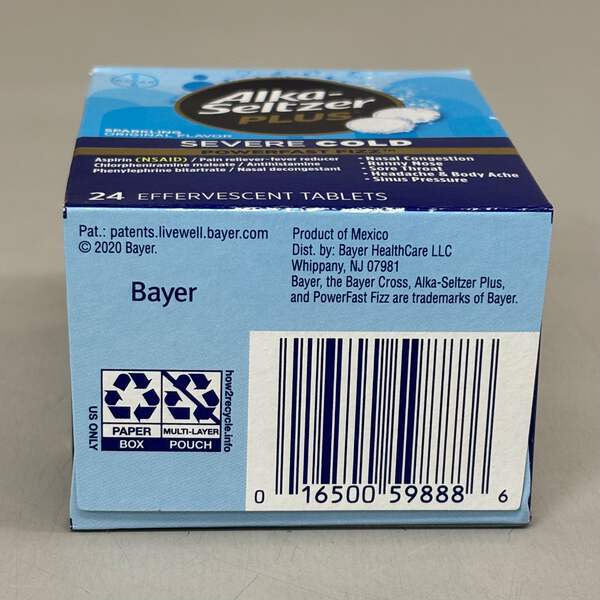 Alka-
Seltzer
PLUS
SPARKLING
ORIGINAL FLAVOR
SEVERE COLD
POWERFAST FIZZ
Aspirin (NSAID) / Pain reliever-fever reducer
Chlorpheniramine maleate / Antihistamine
Phenylephrine bitartrate / Nasal decongestant
• Nasal Congestion
• Runny Nose
• Sore Throat
• Headache & Body Ache
• Sinus Pressure
24 EFFERVESCENT TABLETS
Pat.: patents.livewell.bayer.com
© 2020 Bayer.
Bayer
Product of Mexico
Dist. by: Bayer HealthCare LLC
Whippany, NJ 07981
Bayer, the Bayer Cross, Alka-Seltzer Plus,
and PowerFast Fizz are trademarks of Bayer.
US ONLY
PAPER
BOX
MULTI-LAYER
POUCH
how2recycle.info
0 16500 59888 6